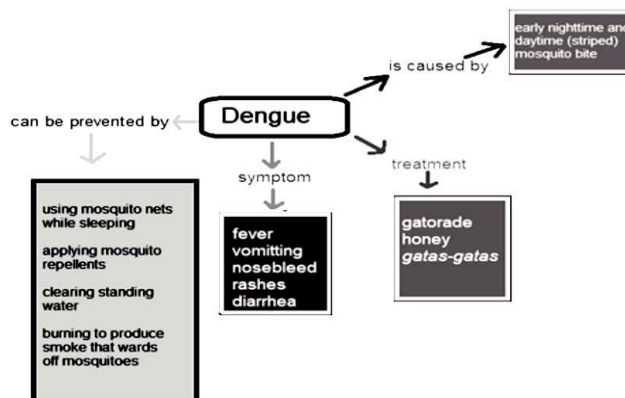 early nighttime and
daytime (striped)
mosquito bite
is caused by
Dengue
can be prevented by
symptom
treatment
using mosquito nets
while sleeping
applying mosquito
repellents
clearing standing
water
burning to produce
smoke that wards
off mosquitoes
fever
vomitting
nosebleed
rashes
diarrhea
gatorade
honey
gatas-gatas